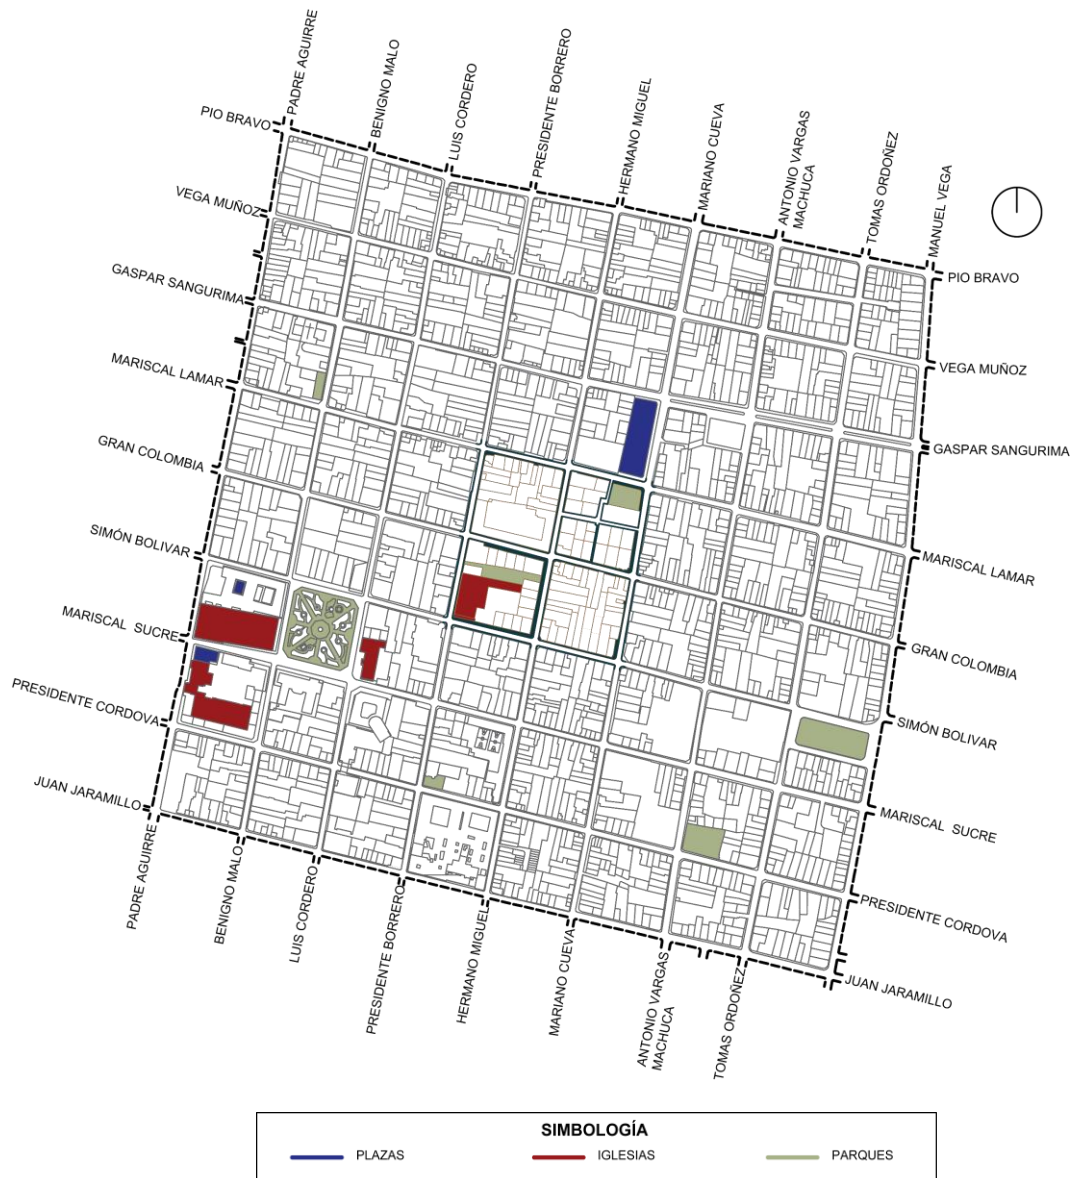 PADRE AGUIRRE
BENIGNO MALO
LUIS CORDERO
PRESIDENTE BORRERO
HERMANO MIGUEL
MARIANO CUEVA
ANTONIO VARGAS
MACHUCA
TOMAS ORDOÑEZ
MANUEL VEGA
PIO BRAVO
VEGA MUÑOZ
GASPAR SANGURIMA
MARISCAL LAMAR
GRAN COLOMBIA
SIMÓN BOLIVAR
MARISCAL SUCRE
PRESIDENTE CORDOVA
JUAN JARAMILLO
PIO BRAVO
VEGA MUÑOZ
GASPAR SANGURIMA
MARISCAL LAMAR
GRAN COLOMBIA
SIMÓN BOLIVAR
MARISCAL SUCRE
PRESIDENTE CORDOVA
JUAN JARAMILLO
PADRE AGUIRRE
BENIGNO MALO
LUIS CORDERO
PRESIDENTE BORRERO
HERMANO MIGUEL
MARIANO CUEVA
ANTONIO VARGAS
MACHUCA
TOMAS ORDOÑEZ
SIMBOLOGÍA
PLAZAS
IGLESIAS
PARQUES